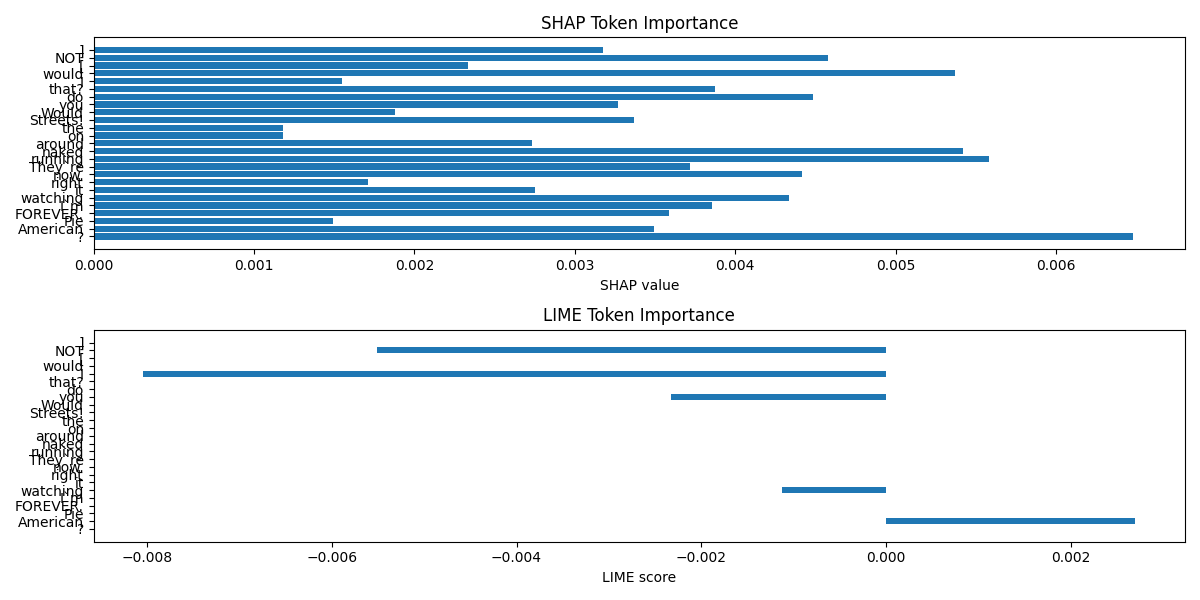 SHAP Token Importance
]
NOT
I
would
I
that?
do
you
Would
Streets!
the
on
around
naked
running
They`re
now,
right
it
watching
I`m
FOREVER.
Pie
American
?
0.000 0.001 0.002 0.003 0.004 0.005 0.006
SHAP value
LIME Token Importance
]
NOT
I
would
I
that?
do
you
Would
Streets!
the
on
around
naked
running
They`re
now,
right
it
watching
I`m
FOREVER.
Pie
American
?
−0.008 −0.006 −0.004 −0.002 0.000 0.002
LIME score